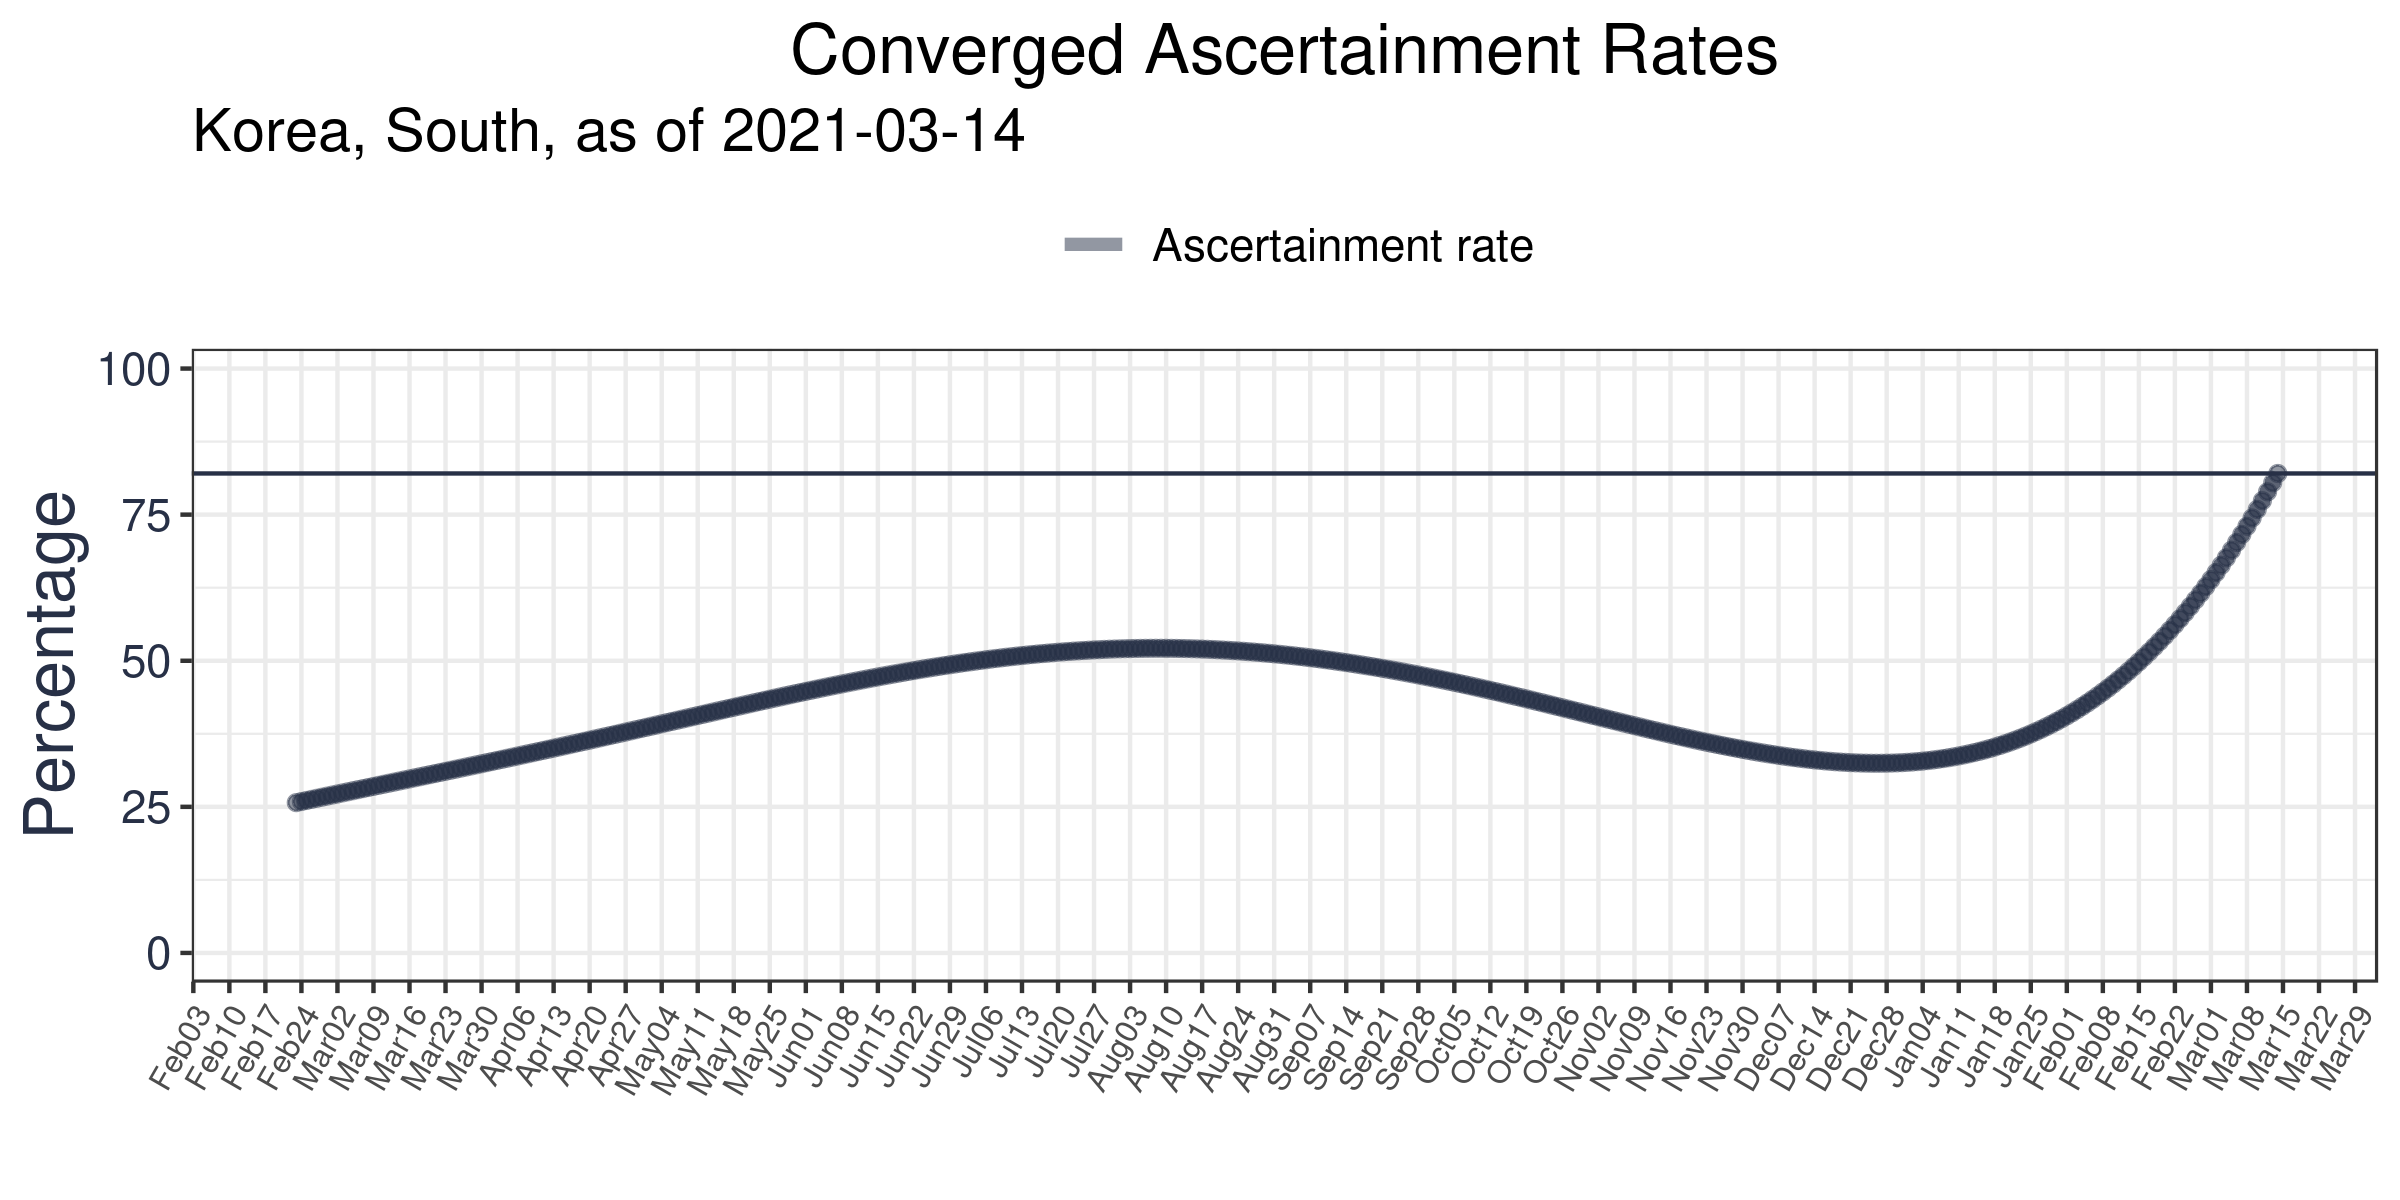 Converged Ascertainment Rates
Korea, South, as of 2021-03-14
Ascertainment rate
Percentage
100
75
50
25
0
Feb03 Feb10 Feb17 Feb24 Mar02 Mar09 Mar16 Mar23 Mar30 Apr06 Apr13 Apr20 Apr27 May04 May11 May18 May25 Jun01 Jun08 Jun15 Jun22 Jun29 Jul06 Jul13 Jul20 Jul27 Aug03 Aug10 Aug17 Aug24 Aug31 Sep07 Sep14 Sep21 Sep28 Oct05 Oct12 Oct19 Oct26 Nov02 Nov09 Nov16 Nov23 Nov30 Dec07 Dec14 Dec21 Dec28 Jan04 Jan11 Jan18 Jan25 Feb01 Feb08 Feb15 Feb22 Mar01 Mar08 Mar15 Mar22 Mar29